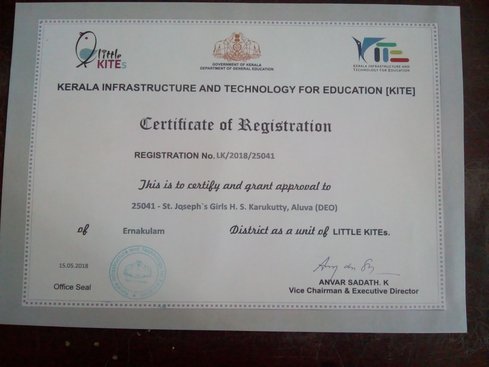 little
KITEs
GOVERNMENT OF KERALA
DEPARTMENT OF GENERAL EDUCATION
KITE
KERALA INFRASTRUCTURE AND
TECHNOLOGY FOR EDUCATION
KERALA INFRASTRUCTURE AND TECHNOLOGY FOR EDUCATION [KITE]
Certificate of Registration
REGISTRATION No. LK/2018/25041
This is to certify and grant approval to
25041 - St. Joseph`s Girls H. S. Karukutty, Aluva (DEO)
of Ernakulam District as a unit of LITTLE KITEs.
15.05.2018
Office Seal
ANVAR SADATH. K
Vice Chairman & Executive Director